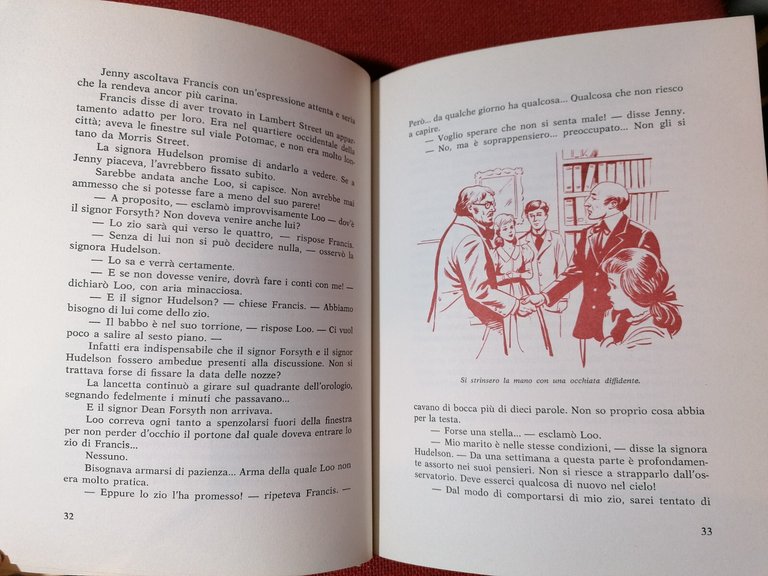 Jenny ascoltava Francis con un'espressione attenta e seria
che la rendeva ancor più carina.
Francis disse di aver trovato in Lambert Street un appar-
tamento adatto per loro. Era nel quartiere occidentale della
città; aveva le finestre sul viale Potomac, e non era molto lon-
tano da Morris Street.
La signora Hudelson promise di andarlo a vedere. Se a
Jenny piaceva, l'avrebbero fissato subito.
Sarebbe andata anche Loo, si capisce. Non avrebbe mai
ammesso che si potesse fare a meno del suo parere!
— A proposito, — esclamò improvvisamente Loo — dov'è
il signor Forsyth? Non doveva venire anche lui?
— Lo zio sarà qui verso le quattro, — rispose Francis.
— Senza di lui non si può decidere nulla, — osservò la
signora Hudelson.
— Lo sa e verrà certamente.
— E se non dovesse venire, dovrà fare i conti con me! —
dichiarò Loo, con aria minacciosa.
— E il signor Hudelson? — chiese Francis. — Abbiamo
bisogno di lui come dello zio.
— Il babbo è nel suo torrione, — rispose Loo. — Ci vuol
poco a salire al sesto piano. —
Infatti era indispensabile che il signor Forsyth e il signor
Hudelson fossero ambedue presenti alla discussione. Non si
trattava forse di fissare la data delle nozze?
La lancetta continuò a girare sul quadrante dell'orologio,
segnando fedelmente i minuti che passavano...
E il signor Dean Forsyth non arrivava.
Loo correva ogni tanto a spenzolarsi fuori della finestra
per non perder d'occhio il portone dal quale doveva entrare lo
zio di Francis...
Nessuno.
Bisognava armarsi di pazienza... Arma della quale Loo non
era molto pratica.
— Eppure lo zio l'ha promesso! — ripeteva Francis. —
32
Però... da qualche giorno ha qualcosa... Qualcosa che non riesco
a capire.
— Voglio sperare che non si senta male! — disse Jenny.
— No, ma è soprappensiero... preoccupato... Non gli si
Si strinsero la mano con una occhiata diffidente.
cavano di bocca più di dieci parole. Non so proprio cosa abbia
per la testa.
— Forse una stella... — esclamò Loo.
— Mio marito è nelle stesse condizioni, — disse la signora
Hudelson. — Da una settimana a questa parte è profondamen-
te assorto nei suoi pensieri. Non si riesce a strapparlo dall'os-
servatorio. Deve esserci qualcosa di nuovo nel cielo!
— Dal modo di comportarsi di mio zio, sarei tentato di
33